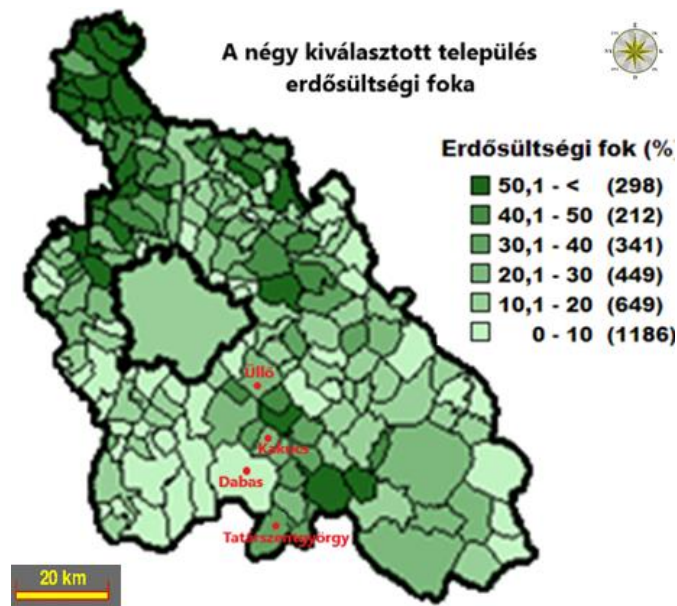 A négy kiválasztott település
erdősültségi foka
Erdősültségi fok (%)
50,1 - < (298)
40,1 - 50 (212)
30,1 - 40 (341)
20,1 - 30 (449)
10,1 - 20 (649)
0 - 10 (1186)
Üllő
Kakucs
Dabas
Tatárszentgyörgy
20 km